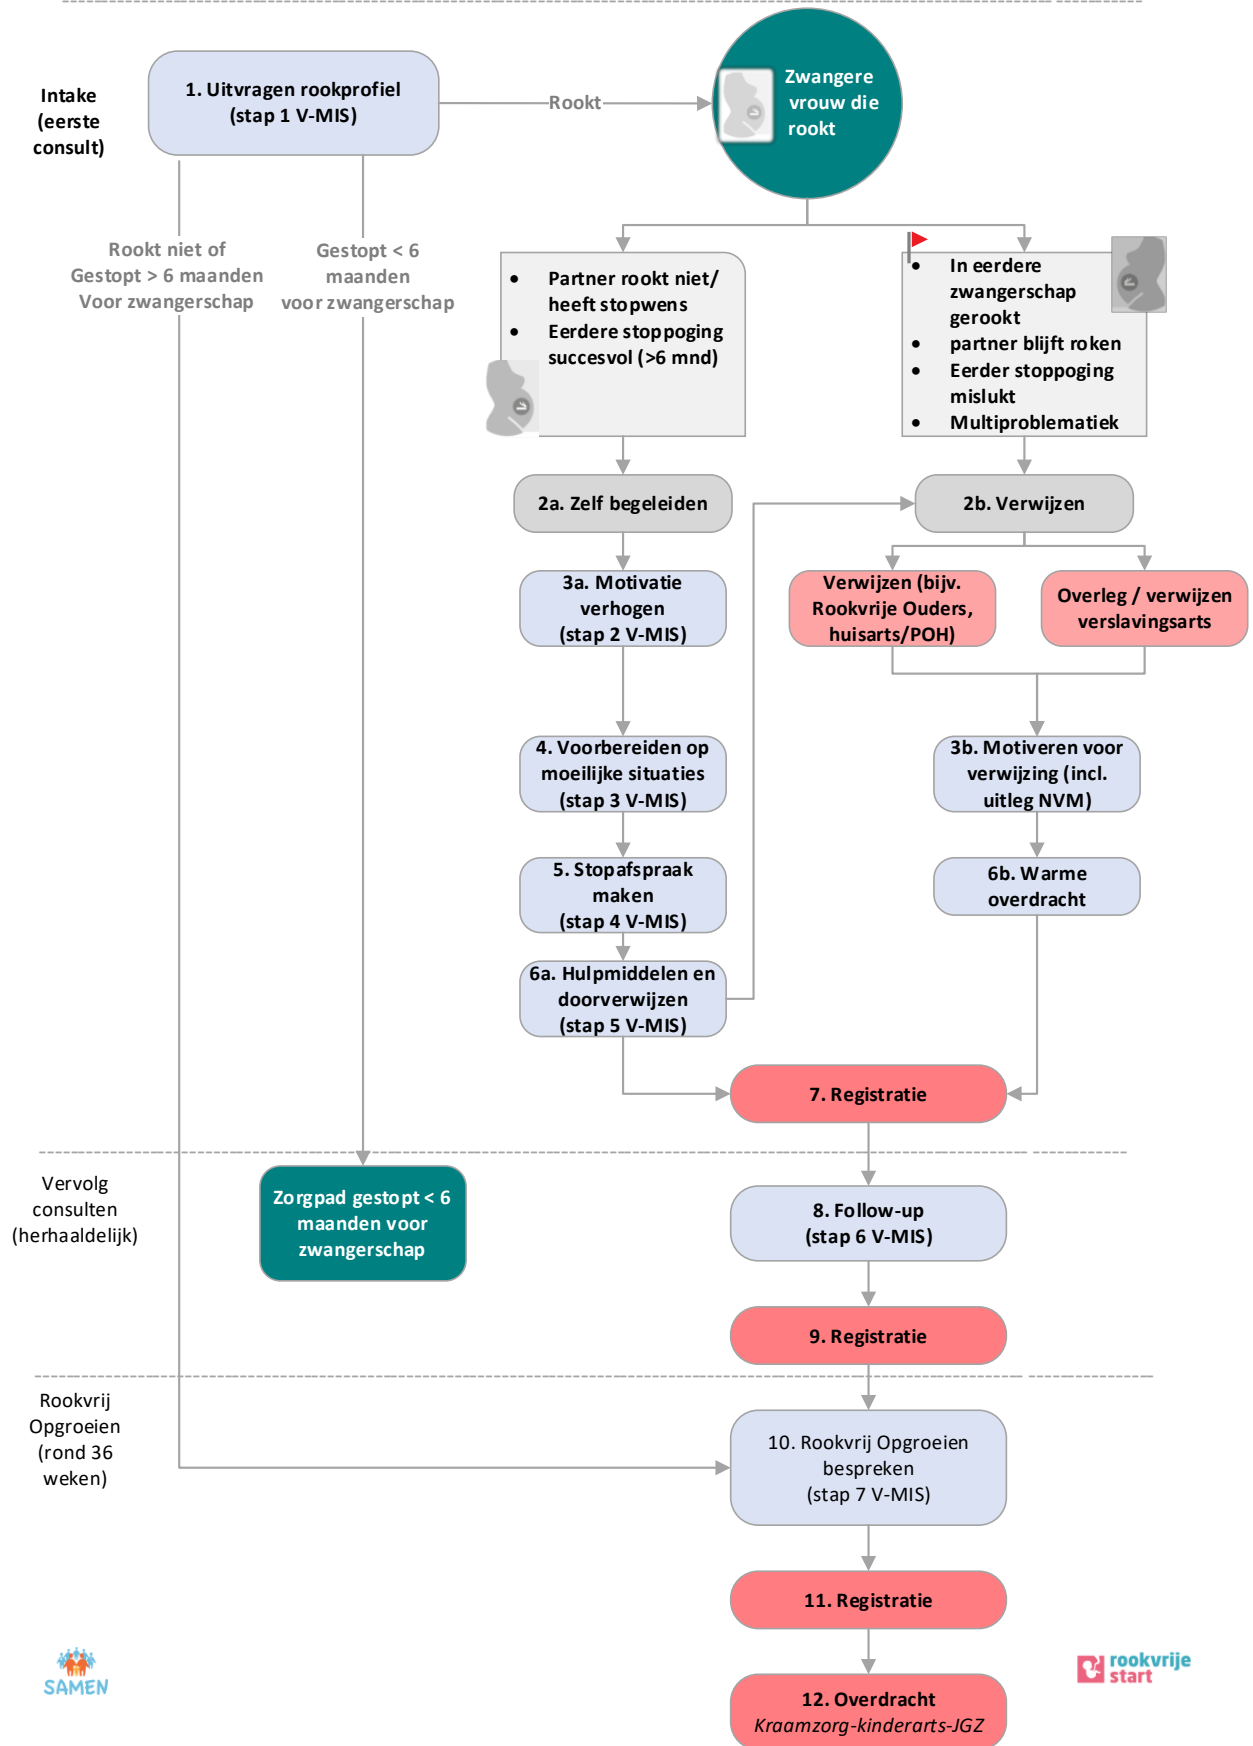 Intake
(eerste
consult)
1. Uitvragen rookprofiel
(stap 1 V-MIS)
Rookt
Zwangere
vrouw die
rookt
Rookt niet of
Gestopt > 6 maanden
Voor zwangerschap
Gestopt < 6
maanden
voor zwangerschap
• Partner rookt niet/
heeft stopwens
• Eerdere stoppoging
succesvol (>6 mnd)
• In eerdere
zwangerschap
gerookt
• partner blijft roken
• Eerder stoppoging
mislukt
• Multiproblematiek
2a. Zelf begeleiden
2b. Verwijzen
3a. Motivatie
verhogen
(stap 2 V-MIS)
Verwijzen (bijv.
Rookvrije Ouders,
huisarts/POH)
Overleg / verwijzen
verslavingsarts
4. Voorbereiden op
moeilijke situaties
(stap 3 V-MIS)
3b. Motiveren voor
verwijzing (incl.
uitleg NVM)
5. Stopafspraak
maken
(stap 4 V-MIS)
6b. Warme
overdracht
6a. Hulpmiddelen en
doorverwijzen
(stap 5 V-MIS)
7. Registratie
Vervolg
consulten
(herhaaldelijk)
Zorgpad gestopt < 6
maanden voor
zwangerschap
8. Follow-up
(stap 6 V-MIS)
9. Registratie
Rookvrij
Opgroeien
(rond 36
weken)
10. Rookvrij Opgroeien
bespreken
(stap 7 V-MIS)
11. Registratie
12. Overdracht
Kraamzorg-kinderarts-JGZ
SAMEN
rookvrije
start